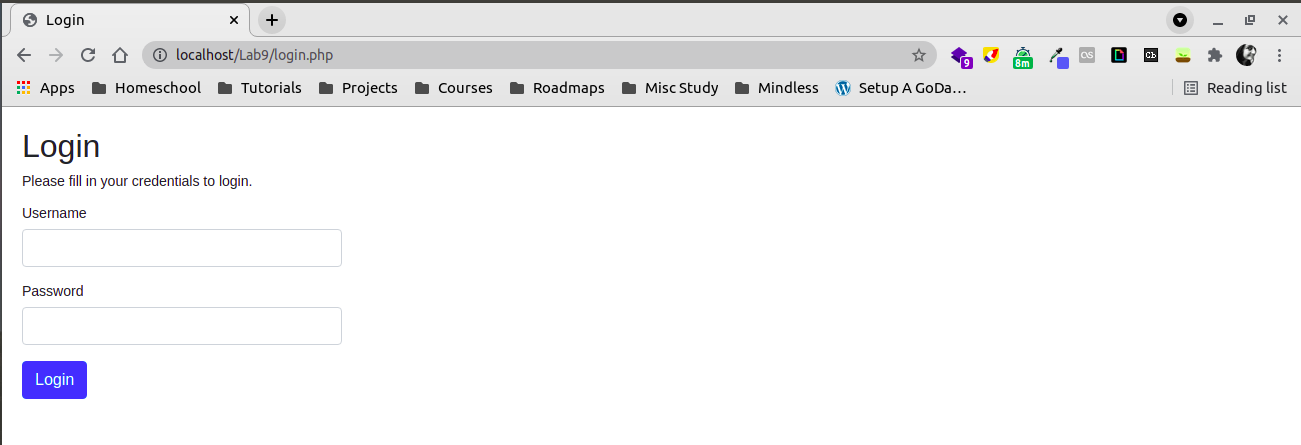 Login
localhost/Lab9/login.php
9
8m
Cb
Apps Homeschool Tutorials Projects Courses Roadmaps Misc Study Mindless Setup A GoDa… Reading list
Login
Please fill in your credentials to login.
Username
Password
Login